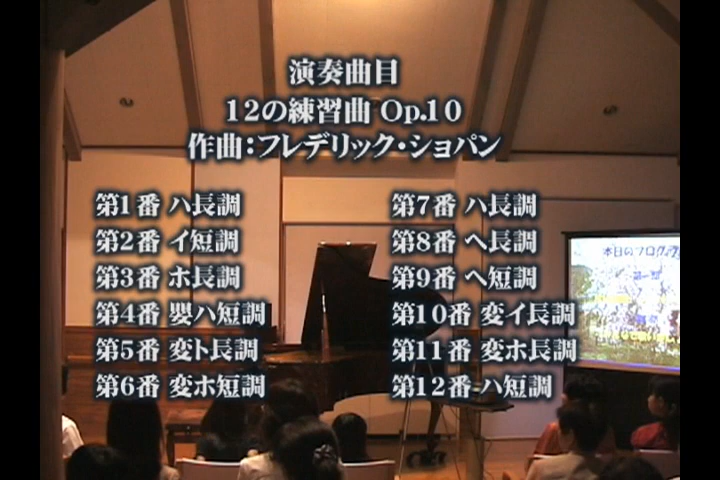 演奏曲目
12の練習曲 Op.10
作曲：フレデリック・ショパン
第1番 ハ長調
第2番 イ短調
第3番 ホ長調
第4番 嬰ハ短調
第5番 変ト長調
第6番 変ホ短調
第7番 ハ長調
第8番 ヘ長調
第9番 ヘ短調
第10番 変イ長調
第11番 変ホ長調
第12番 ハ短調
本日のプログラム